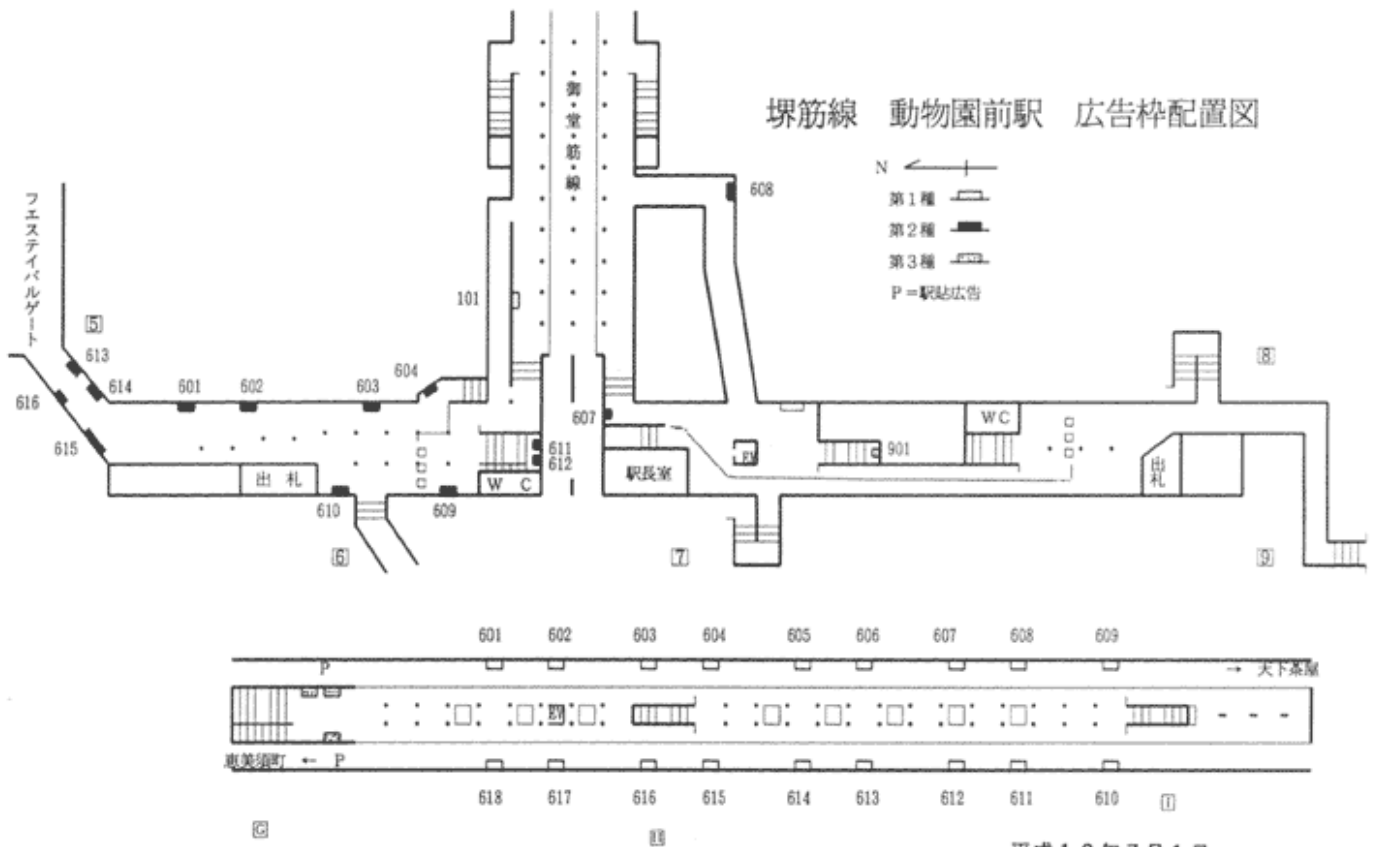 堺筋線　動物園前駅　広告枠配置図
N
第1種
第2種
第3種
P＝駅貼広告
御堂筋線
フエステイバルゲート
608
101
5
613
614
601
602
603
604
616
615
607
611
612
出札
WC
610
609
6
駅長室
EV
7
901
WC
出札
8
9
601
602
603
604
605
606
607
608
609
P
→ 天下茶屋
EV
恵美須町 ← P
618
617
616
615
614
613
612
611
610
G
H
I